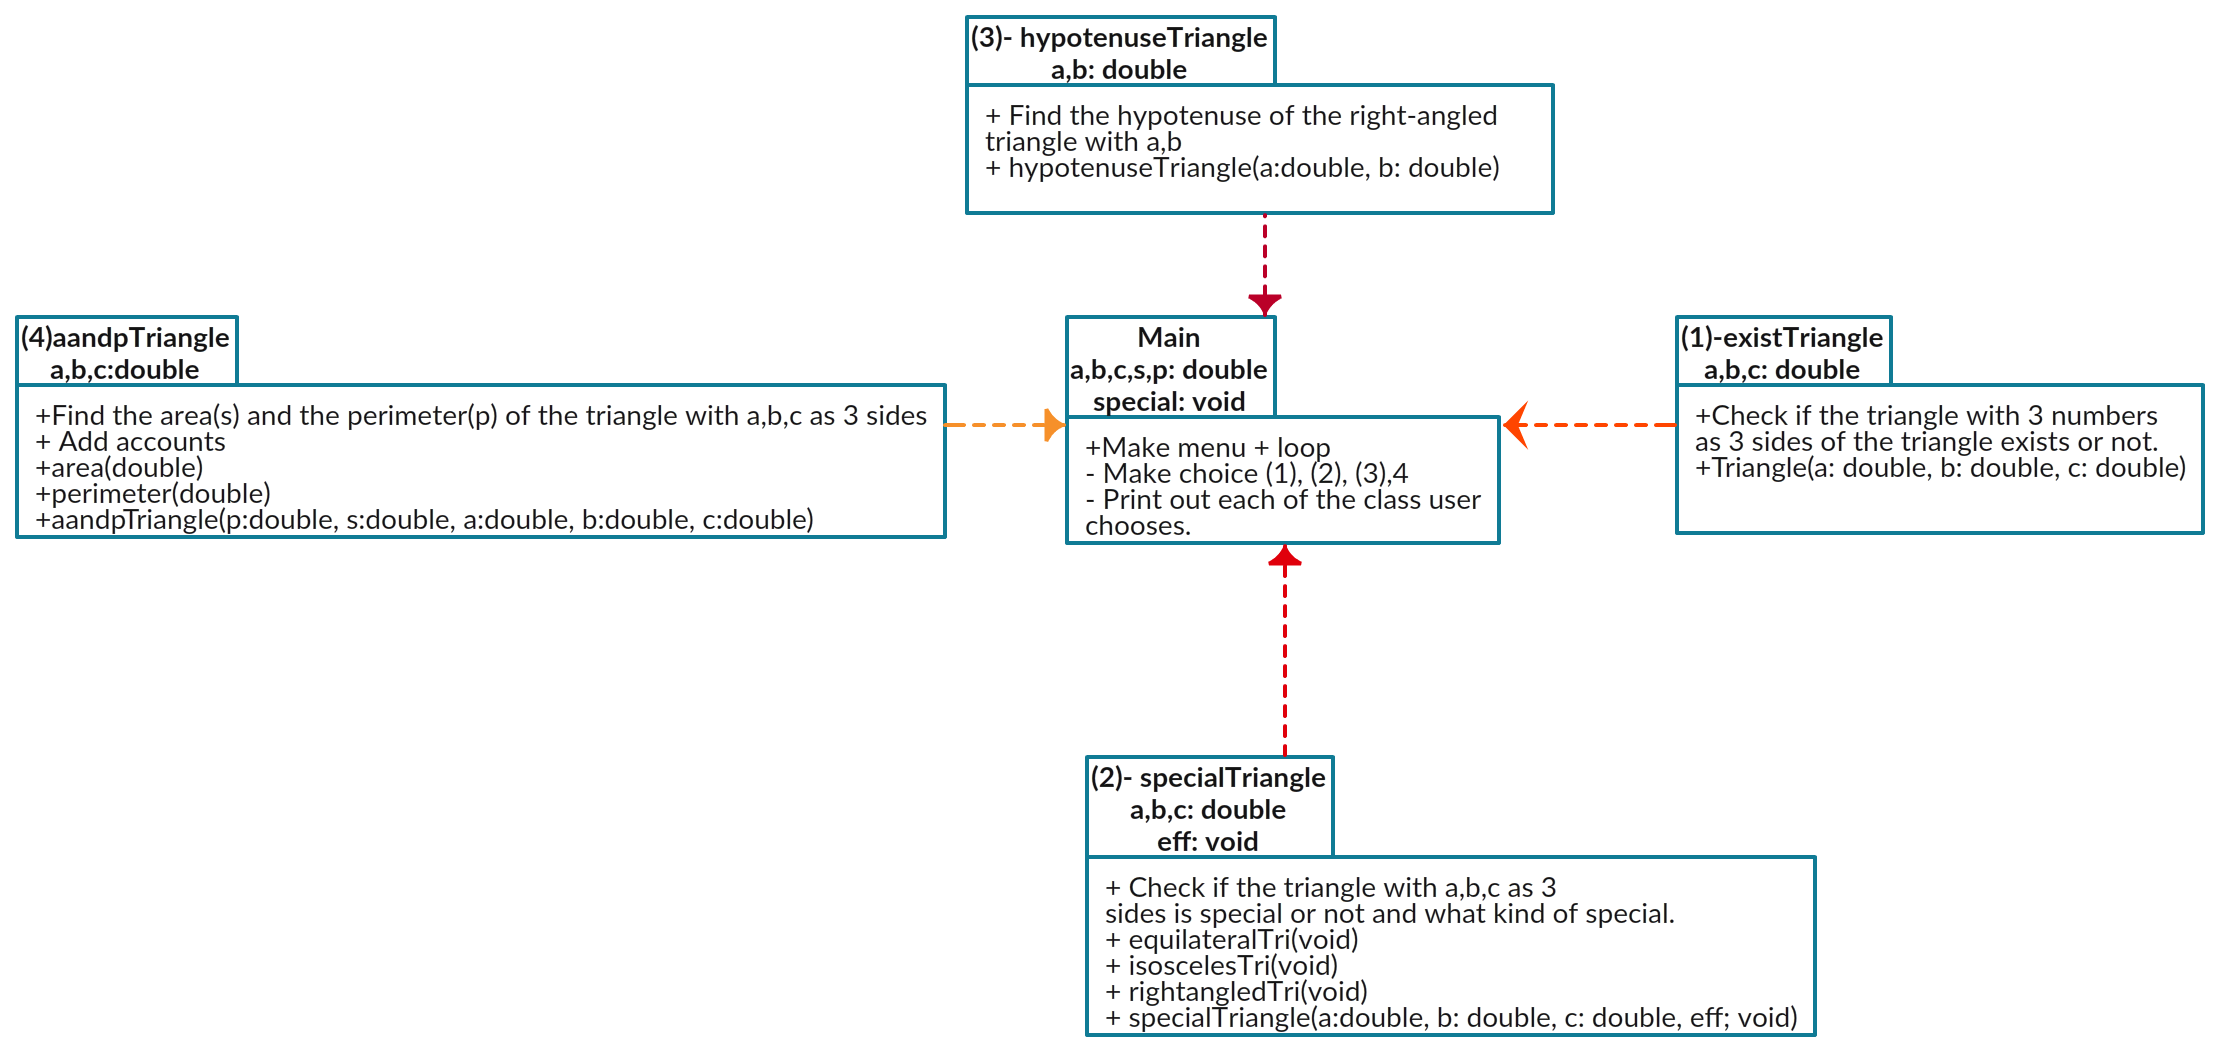 (3)- hypotenuseTriangle
a,b: double
+ Find the hypotenuse of the right-angled
triangle with a,b
+ hypotenuseTriangle(a:double, b: double)
(4)aandpTriangle
a,b,c:double
+Find the area(s) and the perimeter(p) of the triangle with a,b,c as 3 sides
+ Add accounts
+area(double)
+perimeter(double)
+aandpTriangle(p:double, s:double, a:double, b:double, c:double)
Main
a,b,c,s,p: double
special: void
+Make menu + loop
- Make choice (1), (2), (3),4
- Print out each of the class user
chooses.
(1)-existTriangle
a,b,c: double
+Check if the triangle with 3 numbers
as 3 sides of the triangle exists or not.
+Triangle(a: double, b: double, c: double)
(2)- specialTriangle
a,b,c: double
eff: void
+ Check if the triangle with a,b,c as 3
sides is special or not and what kind of special.
+ equilateralTri(void)
+ isoscelesTri(void)
+ rightangledTri(void)
+ specialTriangle(a:double, b: double, c: double, eff; void)